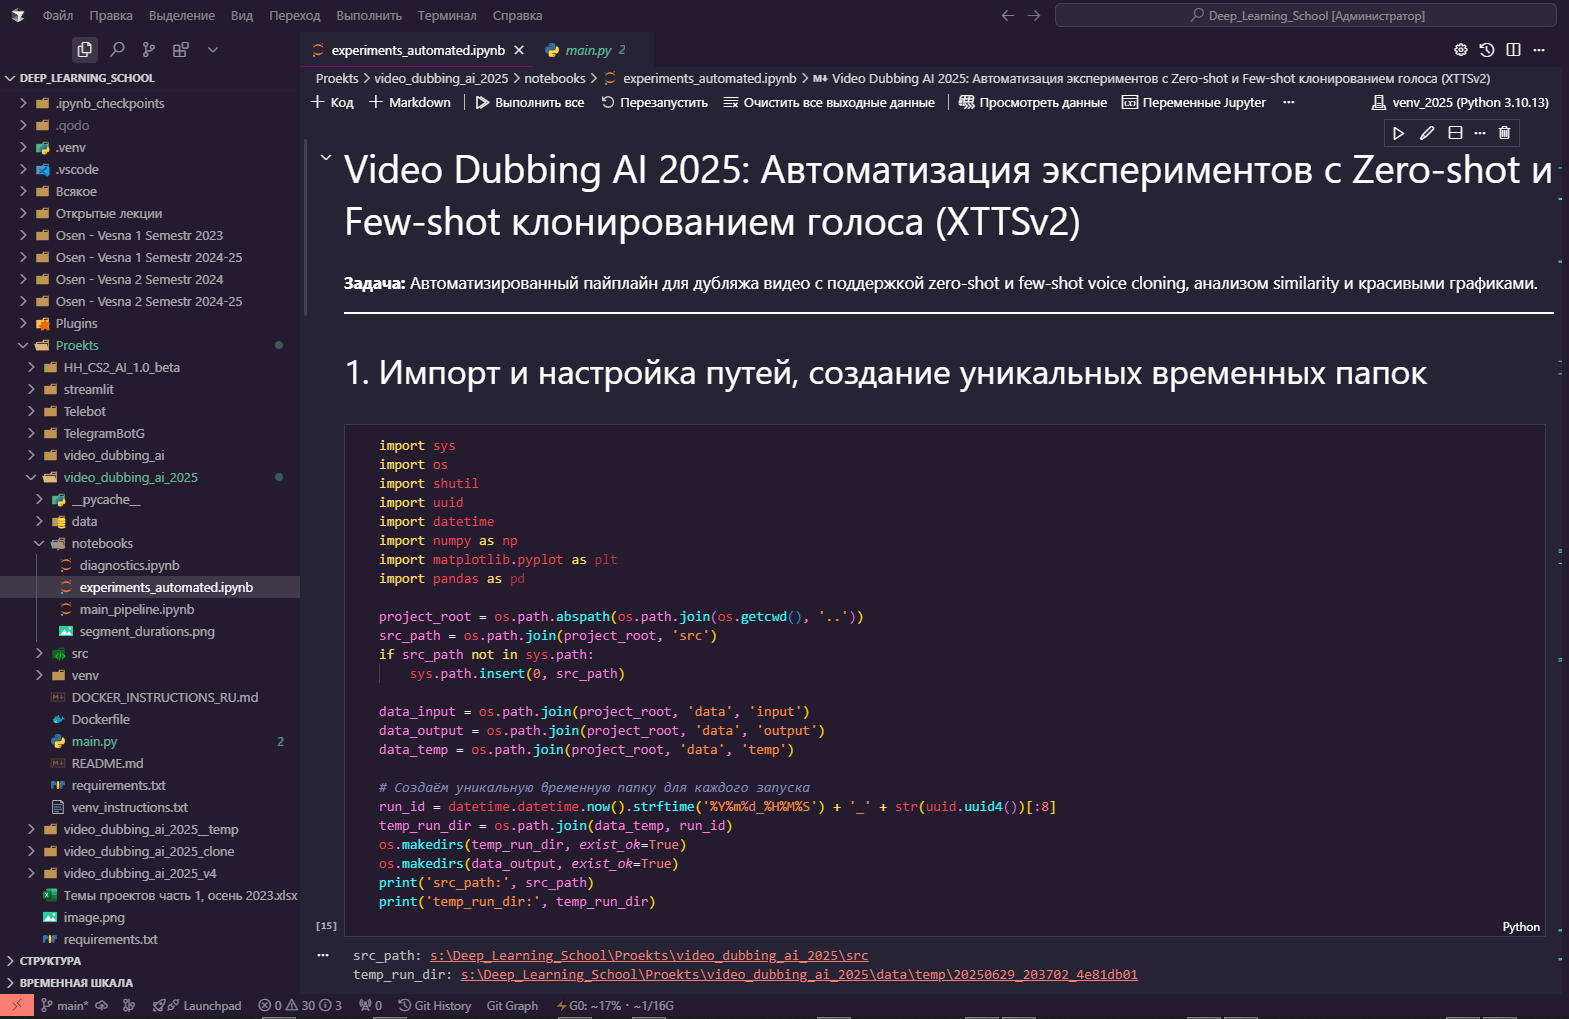 Файл Правка Выделение Вид Переход Выполнить Терминал Справка
Deep_Learning_School [Администратор]
experiments_automated.ipynb
main.py 2
DEEP_LEARNING_SCHOOL
.ipynb_checkpoints
.qodo
.venv
.vscode
Всякое
Открытые лекции
Osen - Vesna 1 Semestr 2023
Osen - Vesna 1 Semestr 2024-25
Osen - Vesna 2 Semestr 2024
Osen - Vesna 2 Semestr 2024-25
Plugins
Proekts
HH_CS2_AI_1.0_beta
streamlit
Telebot
TelegramBotG
video_dubbing_ai
video_dubbing_ai_2025
__pycache__
data
notebooks
diagnostics.ipynb
experiments_automated.ipynb
main_pipeline.ipynb
segment_durations.png
src
venv
DOCKER_INSTRUCTIONS_RU.md
Dockerfile
main.py 2
README.md
requirements.txt
venv_instructions.txt
video_dubbing_ai_2025__temp
video_dubbing_ai_2025_clone
video_dubbing_ai_2025_v4
Темы проектов часть 1, осень 2023.xlsx
image.png
requirements.txt
СТРУКТУРА
ВРЕМЕННАЯ ШКАЛА
Proekts > video_dubbing_ai_2025 > notebooks > experiments_automated.ipynb > M↓ Video Dubbing AI 2025: Автоматизация экспериментов с Zero-shot и Few-shot клонированием голоса (XTTSv2)
+ Код + Markdown Выполнить все Перезапустить Очистить все выходные данные Просмотреть данные Переменные Jupyter ··· venv_2025 (Python 3.10.13)
Video Dubbing AI 2025: Автоматизация экспериментов с Zero-shot и
Few-shot клонированием голоса (XTTSv2)
Задача: Автоматизированный пайплайн для дубляжа видео с поддержкой zero-shot и few-shot voice cloning, анализом similarity и красивыми графиками.
1. Импорт и настройка путей, создание уникальных временных папок
import sys
import os
import shutil
import uuid
import datetime
import numpy as np
import matplotlib.pyplot as plt
import pandas as pd
project_root = os.path.abspath(os.path.join(os.getcwd(), '..'))
src_path = os.path.join(project_root, 'src')
if src_path not in sys.path:
    sys.path.insert(0, src_path)
data_input = os.path.join(project_root, 'data', 'input')
data_output = os.path.join(project_root, 'data', 'output')
data_temp = os.path.join(project_root, 'data', 'temp')
# Создаём уникальную временную папку для каждого запуска
run_id = datetime.datetime.now().strftime('%Y%m%d_%H%M%S') + '_' + str(uuid.uuid4())[:8]
temp_run_dir = os.path.join(data_temp, run_id)
os.makedirs(temp_run_dir, exist_ok=True)
os.makedirs(data_output, exist_ok=True)
print('src_path:', src_path)
print('temp_run_dir:', temp_run_dir)
[15]
Python
src_path: s:\Deep_Learning_School\Proekts\video_dubbing_ai_2025\src
temp_run_dir: s:\Deep_Learning_School\Proekts\video_dubbing_ai_2025\data\temp\20250629_203702_4e81db01
main* Launchpad 0 30 3 0 Git History Git Graph G0: ~17% · ~1/16G